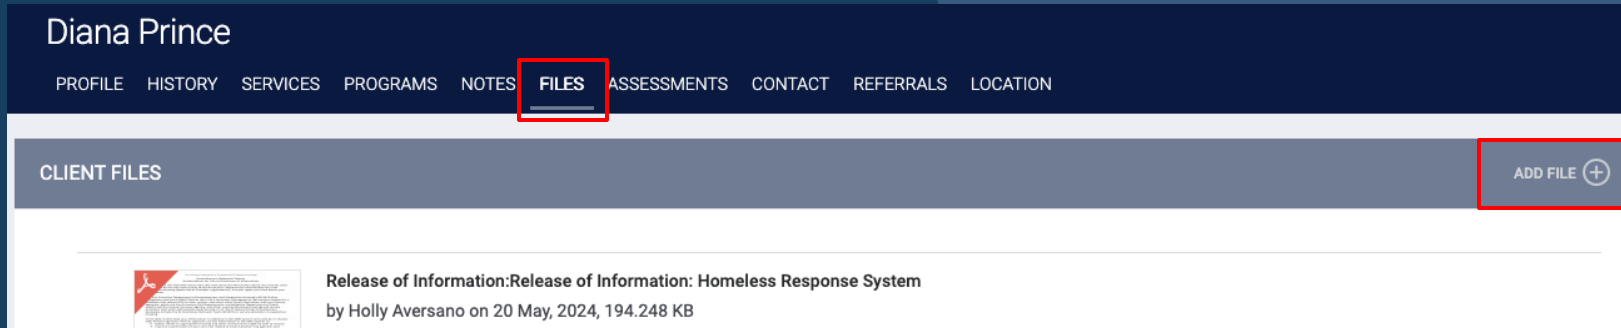 Diana Prince
PROFILE HISTORY SERVICES PROGRAMS NOTES FILES ASSESSMENTS CONTACT REFERRALS LOCATION
CLIENT FILES
ADD FILE
Release of Information:Release of Information: Homeless Response System
by Holly Aversano on 20 May, 2024, 194.248 KB